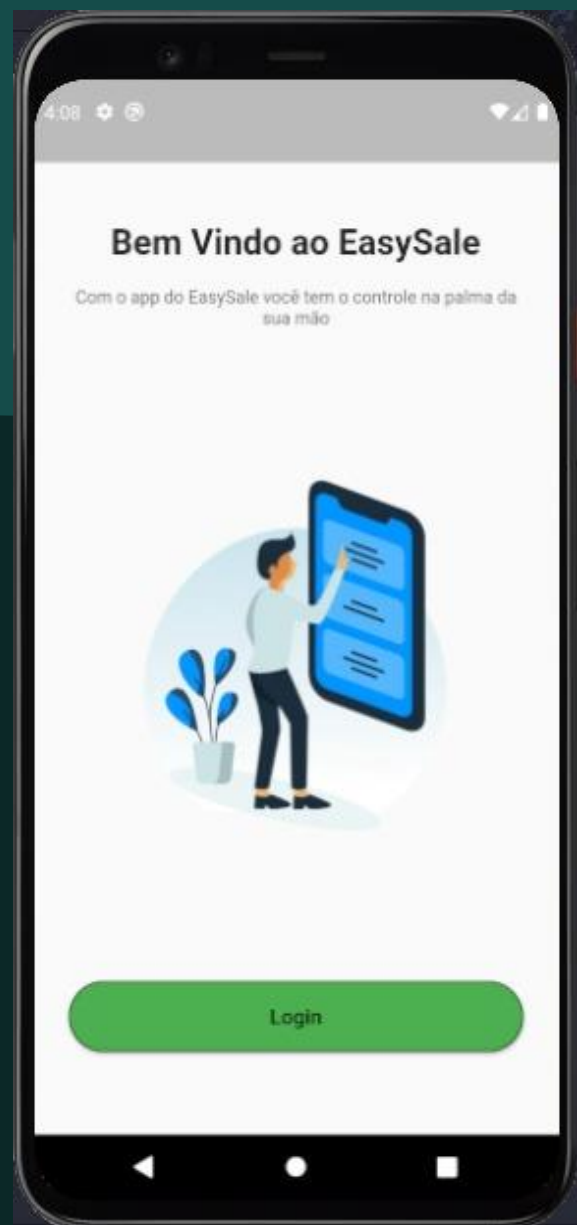 4:08
Bem Vindo ao EasySale
Com o app do EasySale você tem o controle na palma da
sua mão
Login